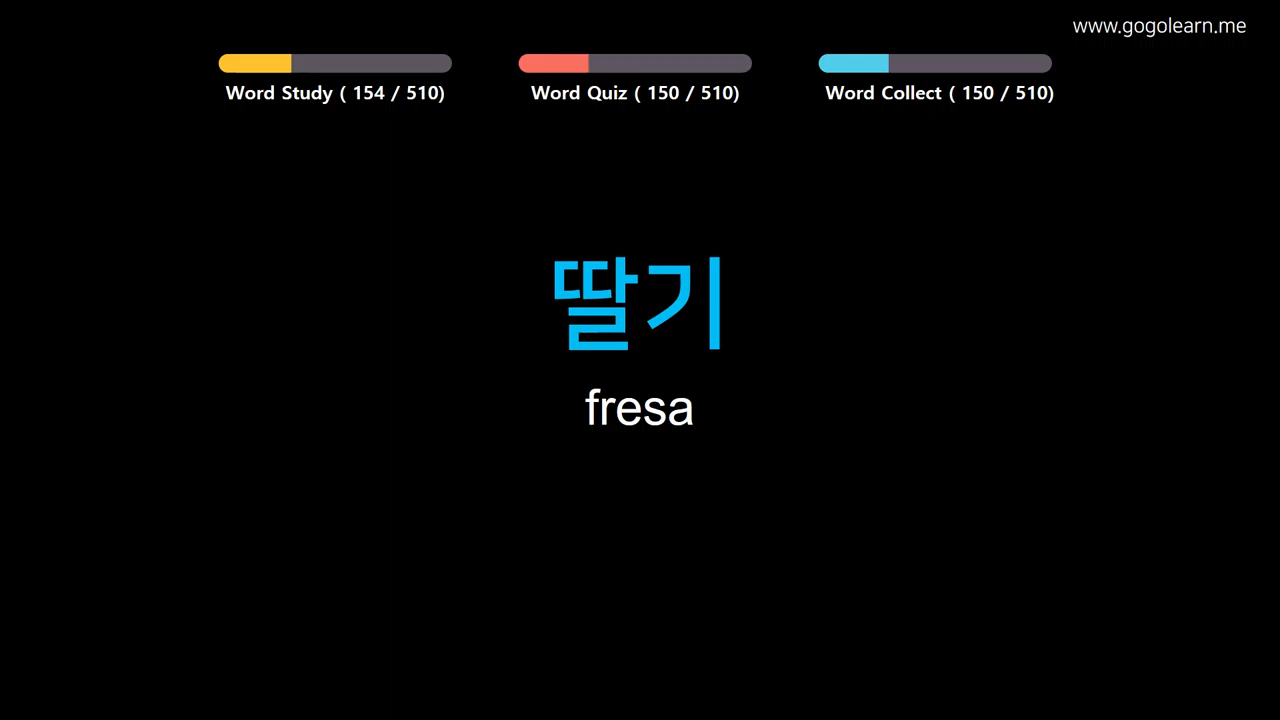 www.gogolearn.me
Word Study ( 154 / 510)
Word Quiz ( 150 / 510)
Word Collect ( 150 / 510)
딸기
fresa